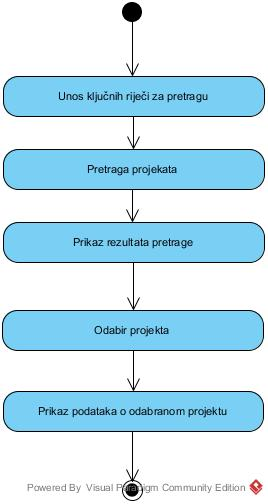 Unos ključnih riječi za pretragu
Pretraga projekata
Prikaz rezultata pretrage
Odabir projekta
Prikaz podataka o odabranom projektu
Powered By Visual Paradigm Community Edition